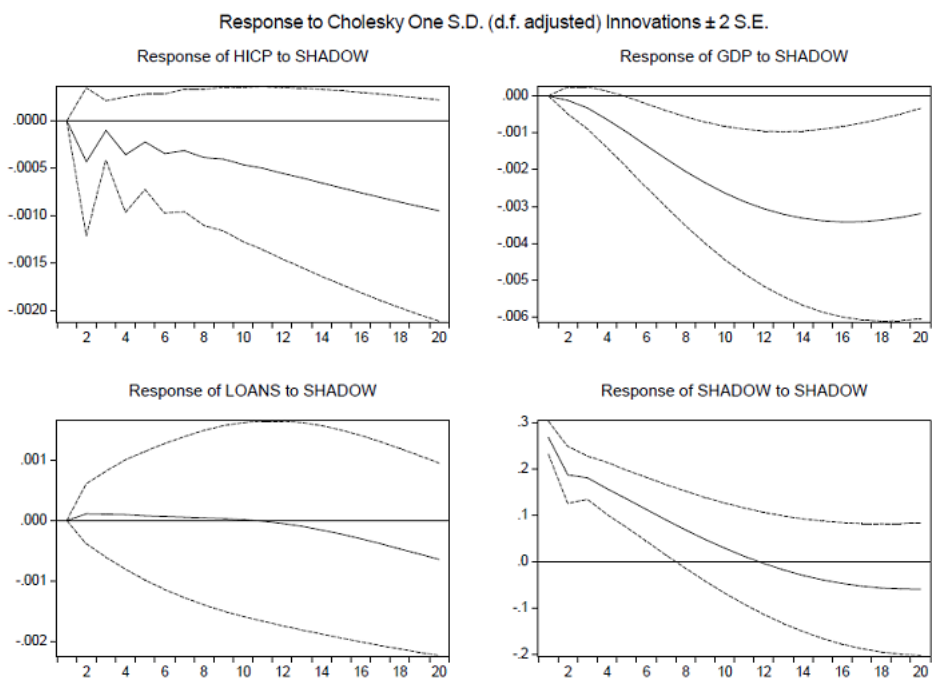 Response to Cholesky One S.D. (d.f. adjusted) Innovations ± 2 S.E.
Response of HICP to SHADOW
.0000
-.0005
-.0010
-.0015
-.0020
2 4 6 8 10 12 14 16 18 20
Response of GDP to SHADOW
.000
-.001
-.002
-.003
-.004
-.005
-.006
2 4 6 8 10 12 14 16 18 20
Response of LOANS to SHADOW
.001
.000
-.001
-.002
2 4 6 8 10 12 14 16 18 20
Response of SHADOW to SHADOW
.3
.2
.1
.0
-.1
-.2
2 4 6 8 10 12 14 16 18 20